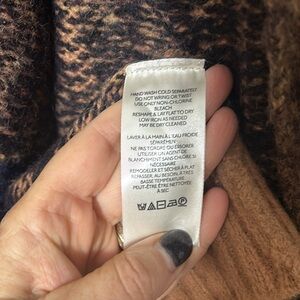 HAND WASH COLD SEPARATELY
DO NOT WRING OR TWIST
USE ONLY NON-CHLORINE
BLEACH
RESHAPE & LAY FLAT TO DRY
LOW IRON AS NEEDED
MAY BE DRY CLEANED
LAVER À LA MAIN À L'EAU FROIDE
SÉPARÉMENT
NE PAS TORDRE OU ESSORER
UTILISER UN AGENT DE
BLANCHIMENT SANS CHLORE SI
NÉCESSAIRE
REMODELER ET SÉCHER À PLAT
REPASSER, AU BESOIN, À
BASSE TEMPÉRATURE
PEUT-ÊTRE ÊTRE NETTOYÉE
À SEC